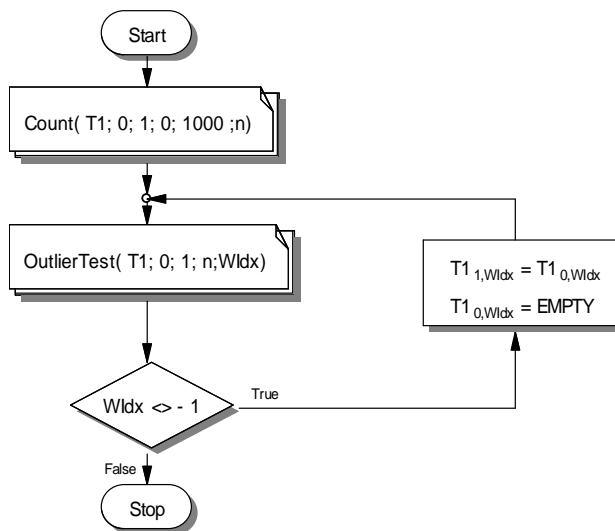 Start
Count( T1; 0; 1; 0; 1000 ;n)
OutlierTest( T1; 0; 1; n;WIdx)
T1 1,WIdx = T1 0,WIdx
T1 0,WIdx = EMPTY
WIdx <> - 1
True
False
Stop